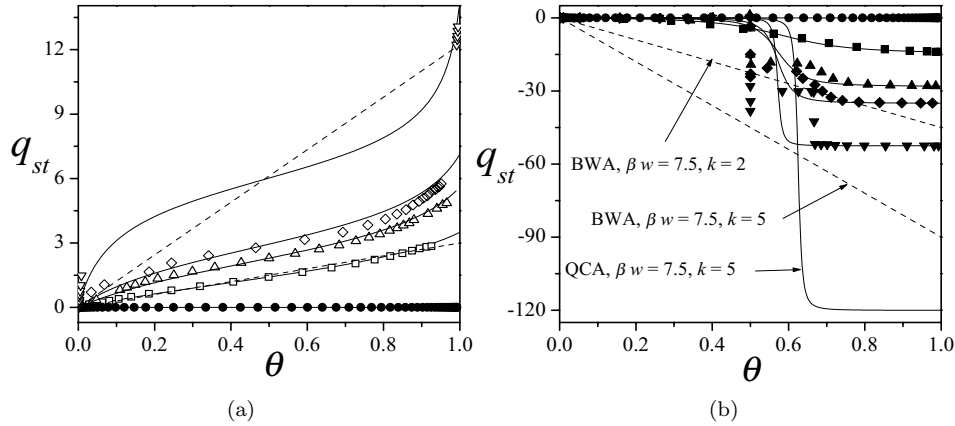 12
9
6
3
0
q_st
0.0 0.2 0.4 0.6 0.8 1.0
θ
(a)
0
-30
-60
-90
-120
q_st
BWA, β w = 7.5, k = 2
BWA, β w = 7.5, k = 5
QCA, β w = 7.5, k = 5
0.0 0.2 0.4 0.6 0.8 1.0
θ
(b)